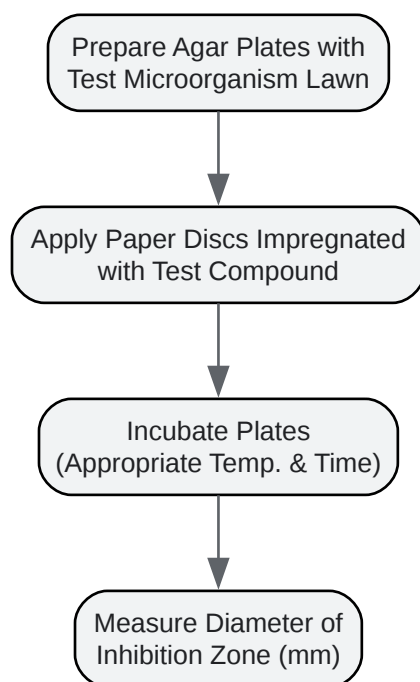 Prepare Agar Plates with
Test Microorganism Lawn
Apply Paper Discs Impregnated
with Test Compound
Incubate Plates
(Appropriate Temp. & Time)
Measure Diameter of
Inhibition Zone (mm)